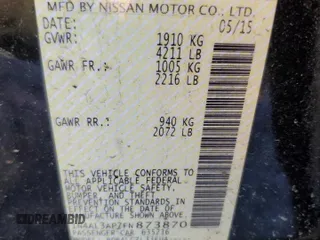 MFD BY NISSAN MOTOR CO., LTD.
DATE: 05/15
GVWR: 1910 KG
4211 LB
GAWR FR.: 1005 KG
2216 LB
GAWR RR.: 940 KG
2072 LB
THIS VEHICLE CONFORMS TO ALL
APPLICABLE FEDERAL
MOTOR VEHICLE SAFETY,
BUMPER, AND THEFT
PREVENTION STANDARDS IN
EFFECT ON THE DATE OF
MANUFACTURE SHOWN ABOVE.
873870
PASSENGER CAR
DREAMBID